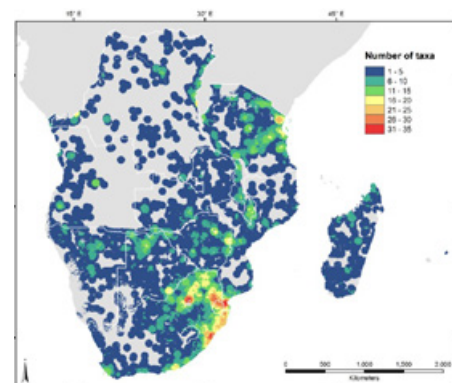 15° E 30° E 45° E
Number of taxa
1 - 5
6 - 10
11 - 15
16 - 20
21 - 25
26 - 30
31 - 35
0 500 1,000 1,500 2,000
Kilometers